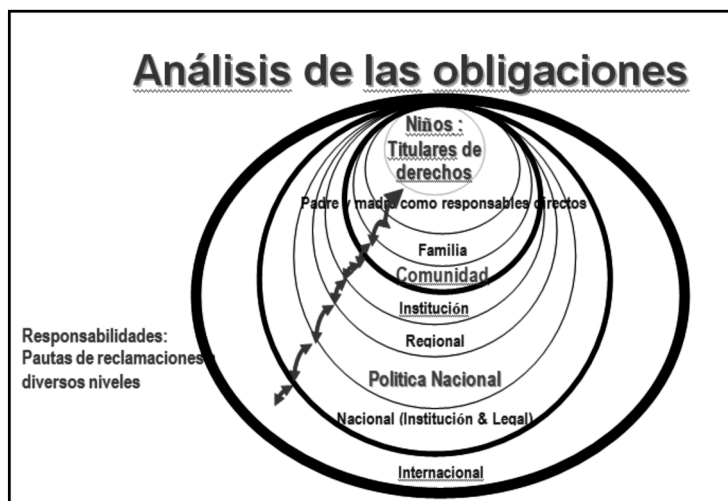 Análisis de las obligaciones
Niños :
Titulares de
derechos
Padre y madre como responsables directos
Familia
Comunidad
Institución
Regional
Responsabilidades:
Pautas de reclamaciones
diversos niveles
Politica Nacional
Nacional (Institución & Legal)
Internacional